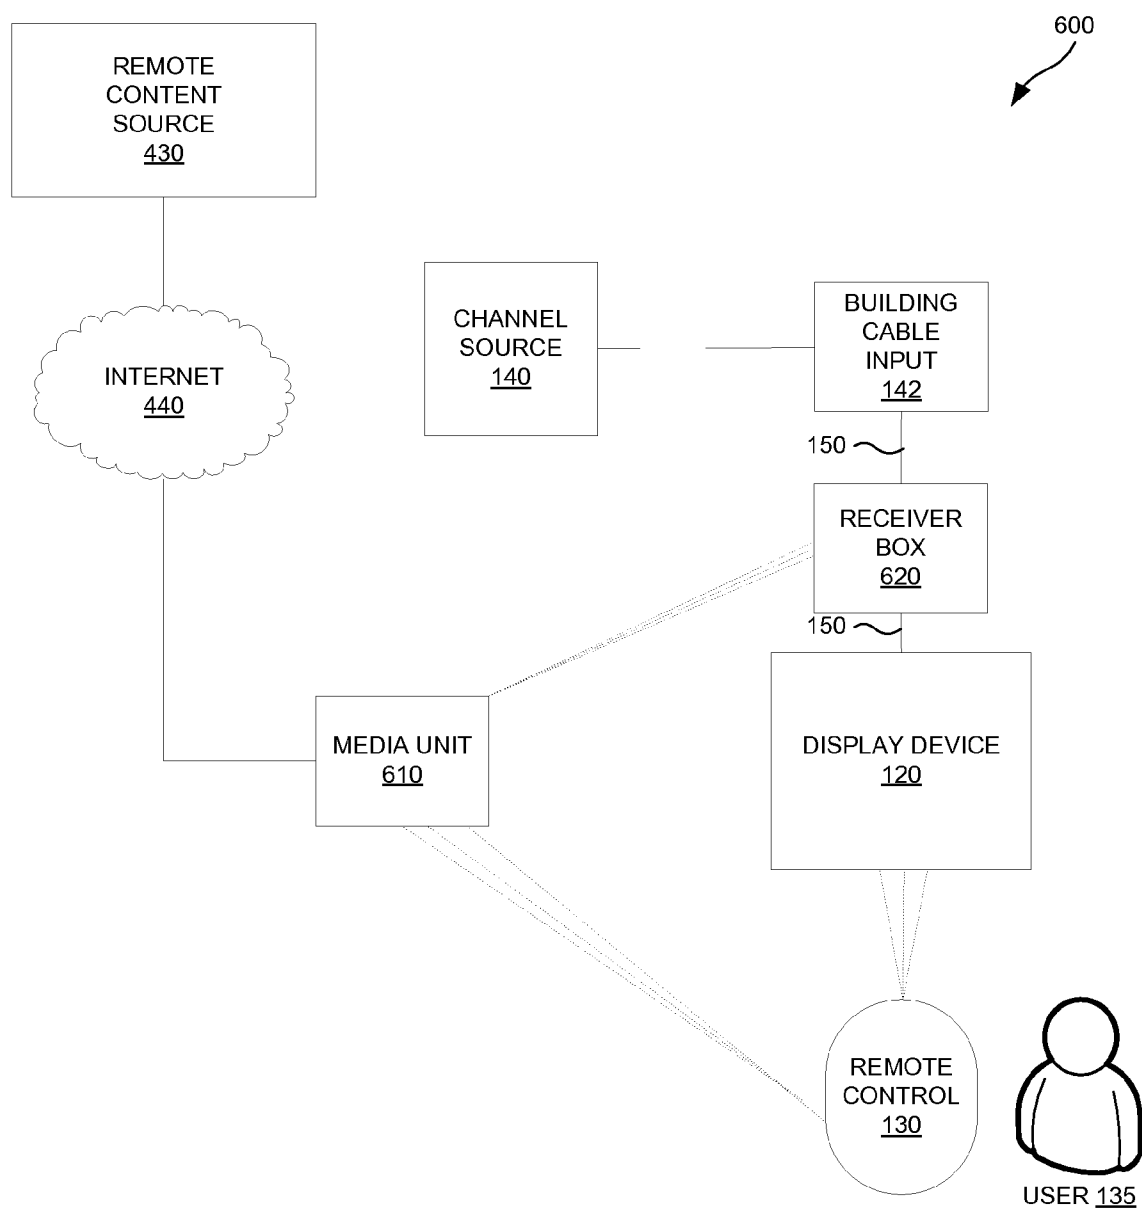 600
REMOTE
CONTENT
SOURCE
430
CHANNEL
SOURCE
140
BUILDING
CABLE
INPUT
142
INTERNET
440
150
RECEIVER
BOX
620
150
MEDIA UNIT
610
DISPLAY DEVICE
120
REMOTE
CONTROL
130
USER 135